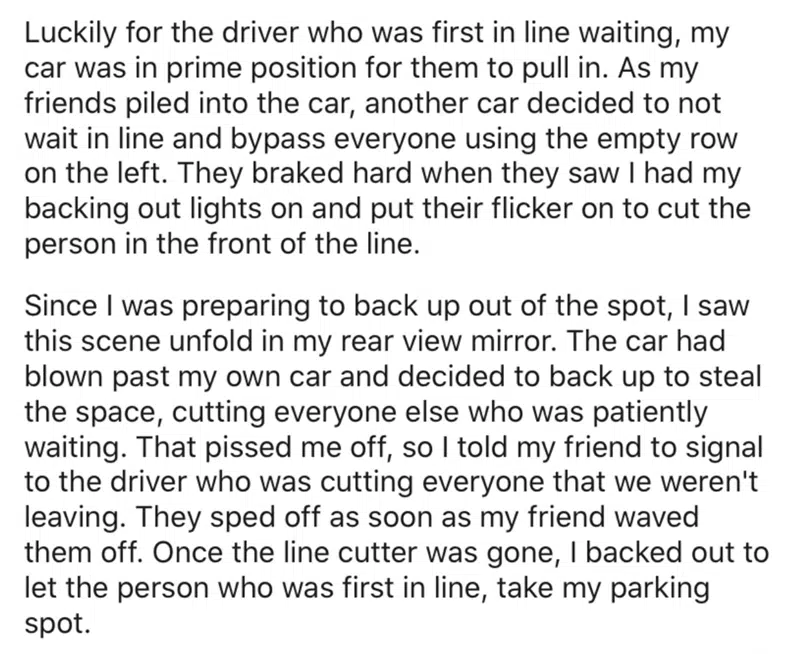 Luckily for the driver who was first in line waiting, my
car was in prime position for them to pull in. As my
friends piled into the car, another car decided to not
wait in line and bypass everyone using the empty row
on the left. They braked hard when they saw I had my
backing out lights on and put their flicker on to cut the
person in the front of the line.
Since I was preparing to back up out of the spot, I saw
this scene unfold in my rear view mirror. The car had
blown past my own car and decided to back up to steal
the space, cutting everyone else who was patiently
waiting. That pissed me off, so I told my friend to signal
to the driver who was cutting everyone that we weren't
leaving. They sped off as soon as my friend waved
them off. Once the line cutter was gone, I backed out to
let the person who was first in line, take my parking
spot.